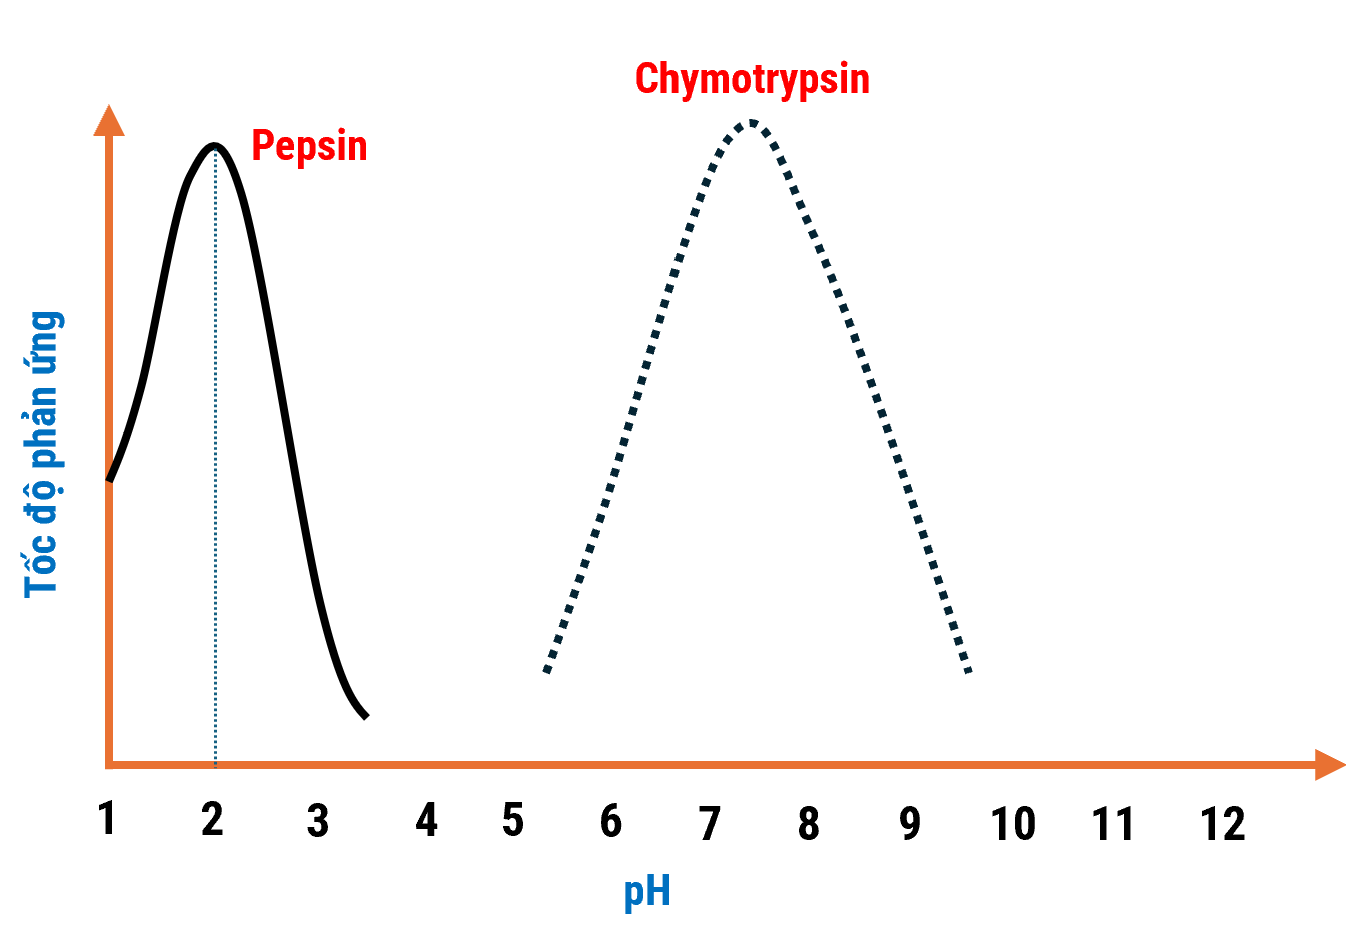 Chymotrypsin
Pepsin
Tốc độ phản ứng
1 2 3 4 5 6 7 8 9 10 11 12
pH